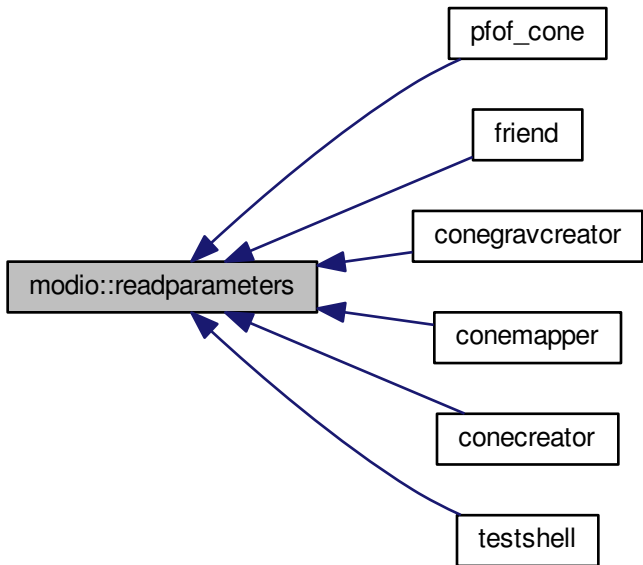 pfof_cone
friend
conegravcreator
modio::readparameters
conemapper
conecreator
testshell